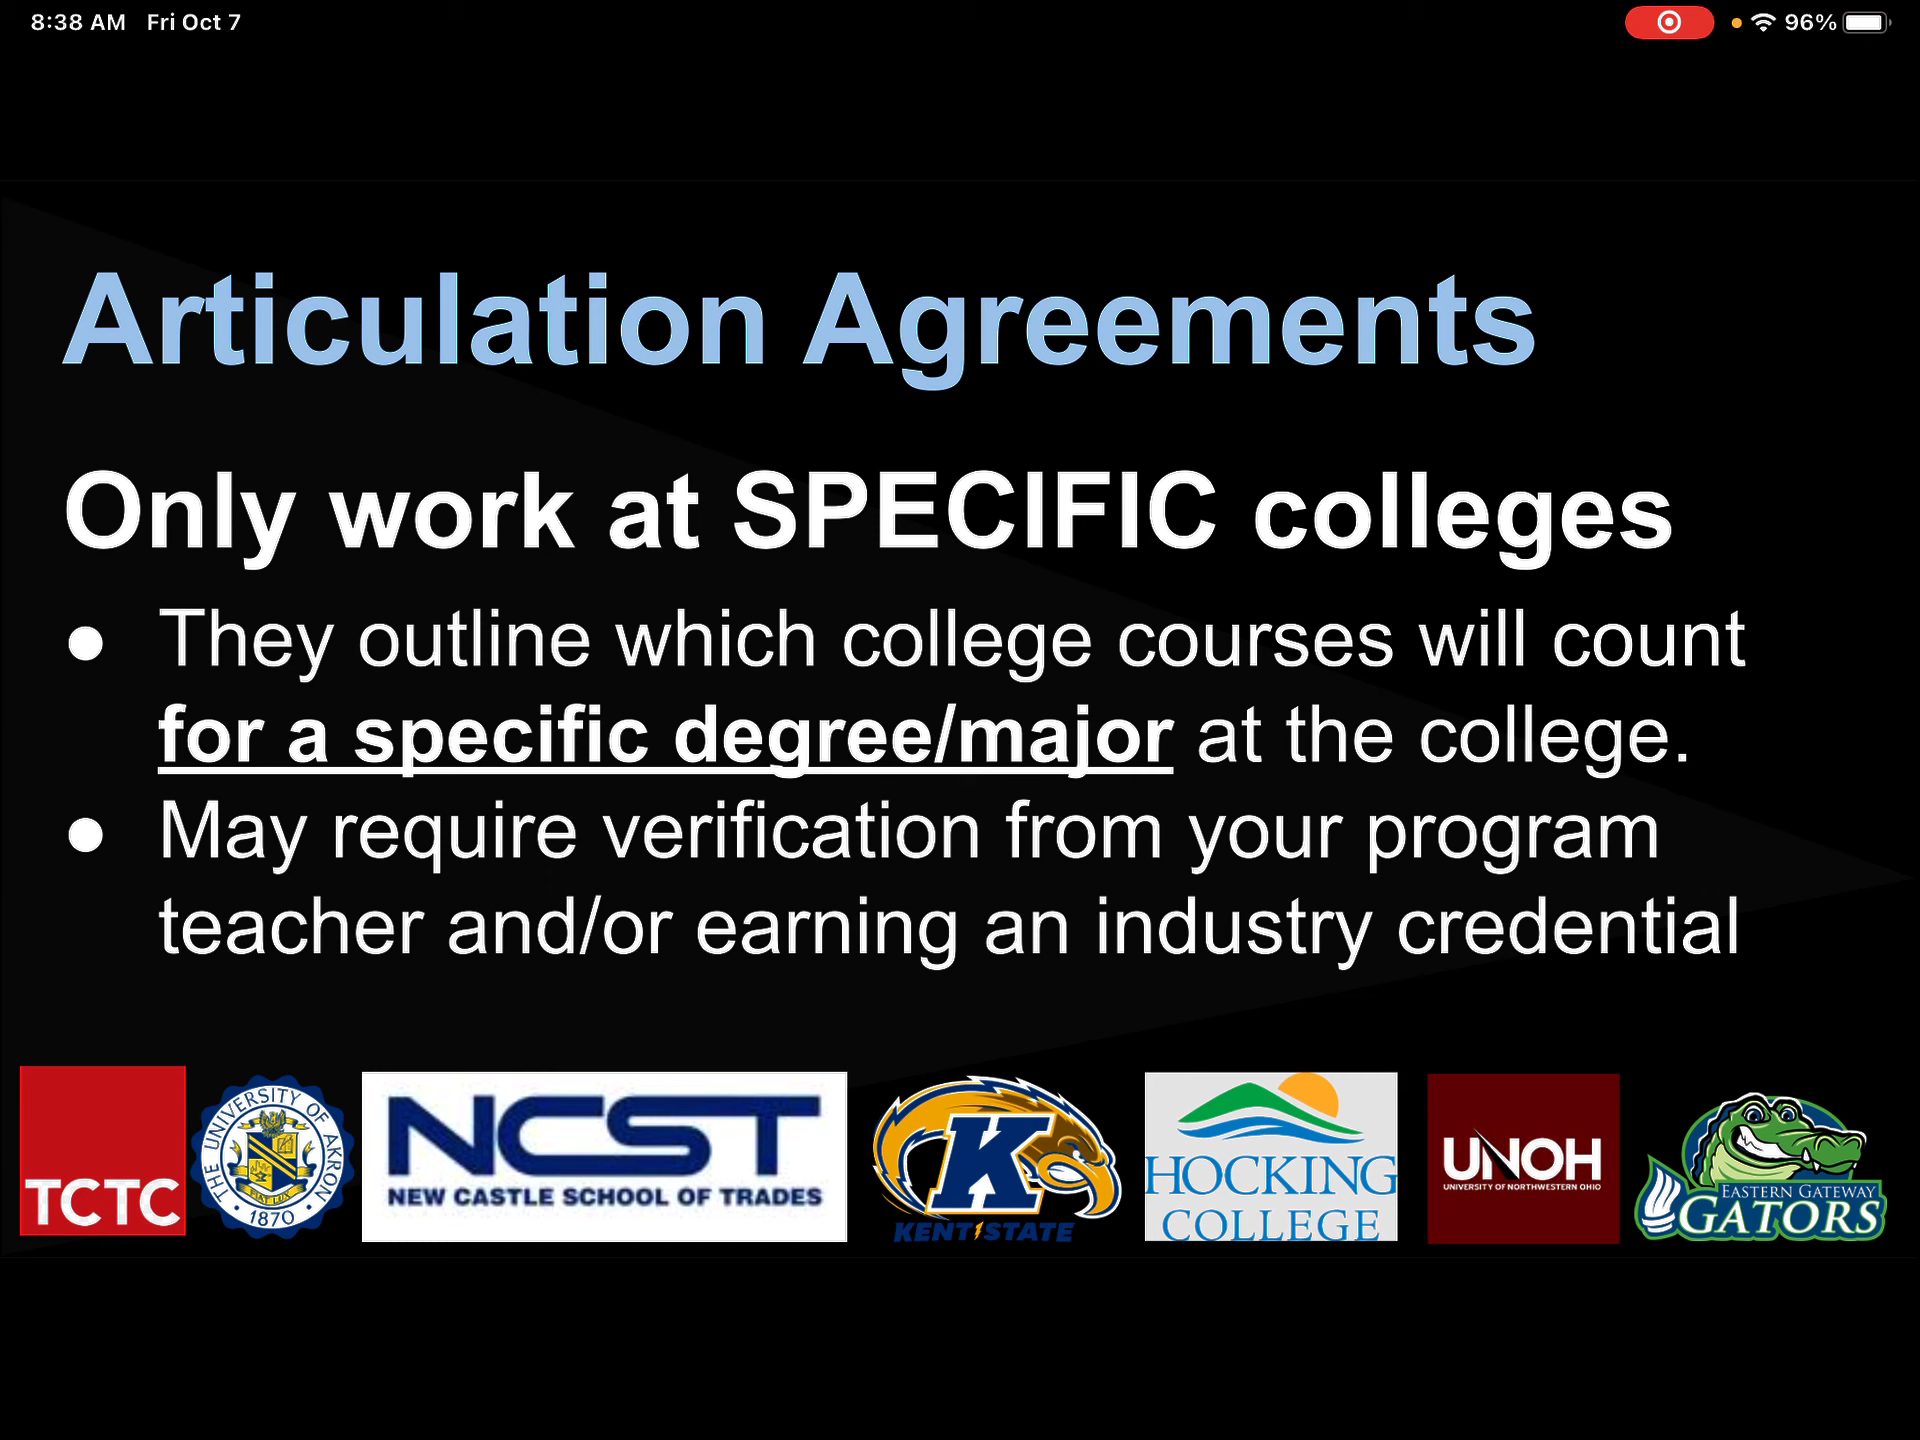 8:38 AM Fri Oct 7
96%
Articulation Agreements
Only work at SPECIFIC colleges
● They outline which college courses will count
for a specific degree/major at the college.
● May require verification from your program
teacher and/or earning an industry credential
TCTC
THE UNIVERSITY OF AKRON
FIAT LUX
1870
NCST
NEW CASTLE SCHOOL OF TRADES
K
KENT STATE
HOCKING
COLLEGE
UNOH
UNIVERSITY OF NORTHWESTERN OHIO
EASTERN GATEWAY
GATORS